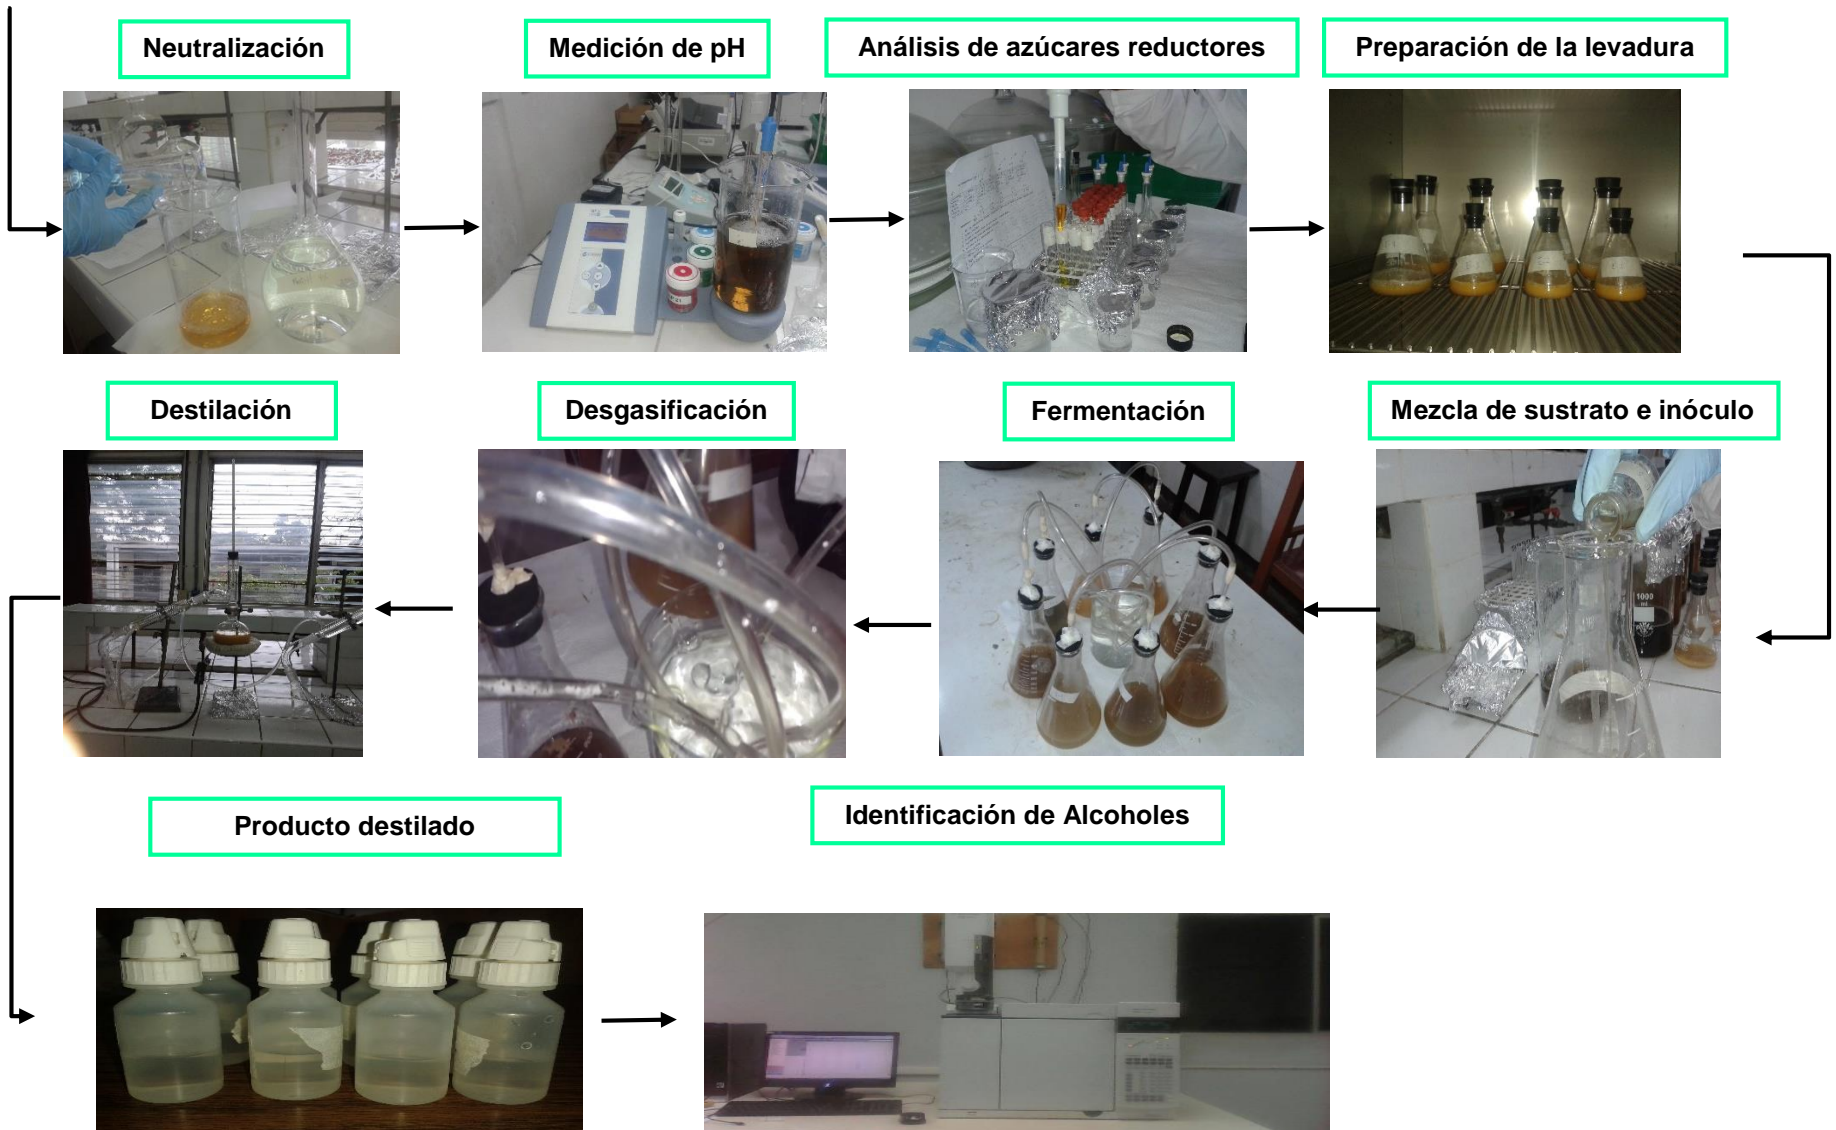 Neutralización
Medición de pH
Análisis de azúcares reductores
Preparación de la levadura
Destilación
Desgasificación
Fermentación
Mezcla de sustrato e inóculo
1000
Producto destilado
Identificación de Alcoholes